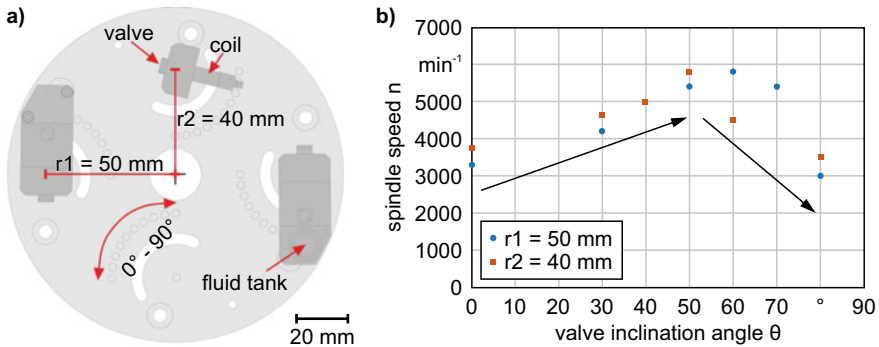 a)
valve
coil
r2 = 40 mm
r1 = 50 mm
0° - 90°
fluid tank
20 mm
b)
7000
min⁻¹
5000
4000
3000
2000
1000
0
spindle speed n
r1 = 50 mm
r2 = 40 mm
0 10 20 30 40 50 60 70 ° 90
valve inclination angle θ